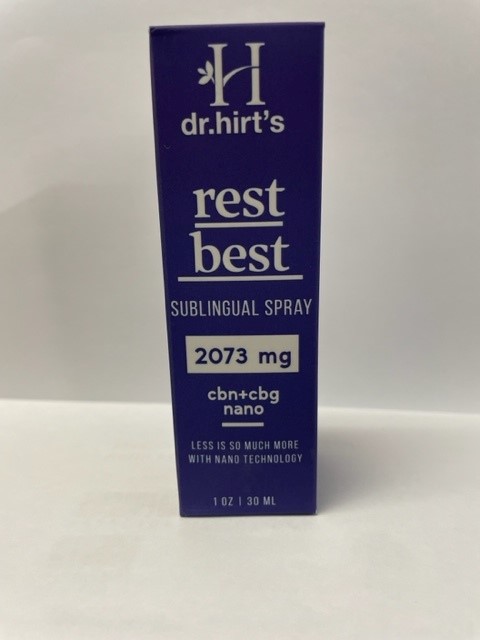 H
dr.hirt's
rest
best
SUBLINGUAL SPRAY
2073 mg
cbn+cbg
nano
LESS IS SO MUCH MORE
WITH NANO TECHNOLOGY
1 OZ | 30 ML